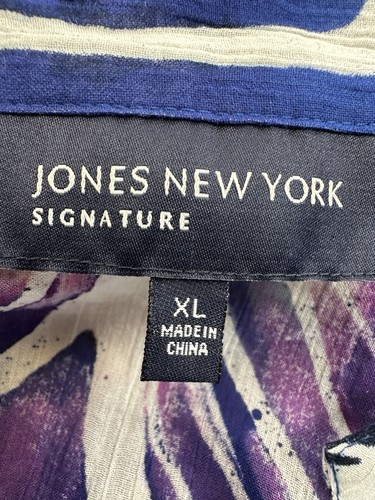 JONES NEW YORK
SIGNATURE
XL
MADE IN
CHINA